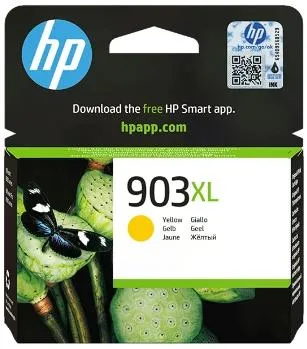 hp
hp.com/go/ok
INK
Download the free HP Smart app.
hpapp.com
903XL
Yellow Giallo
Gelb Geel
Jaune Жёлтый